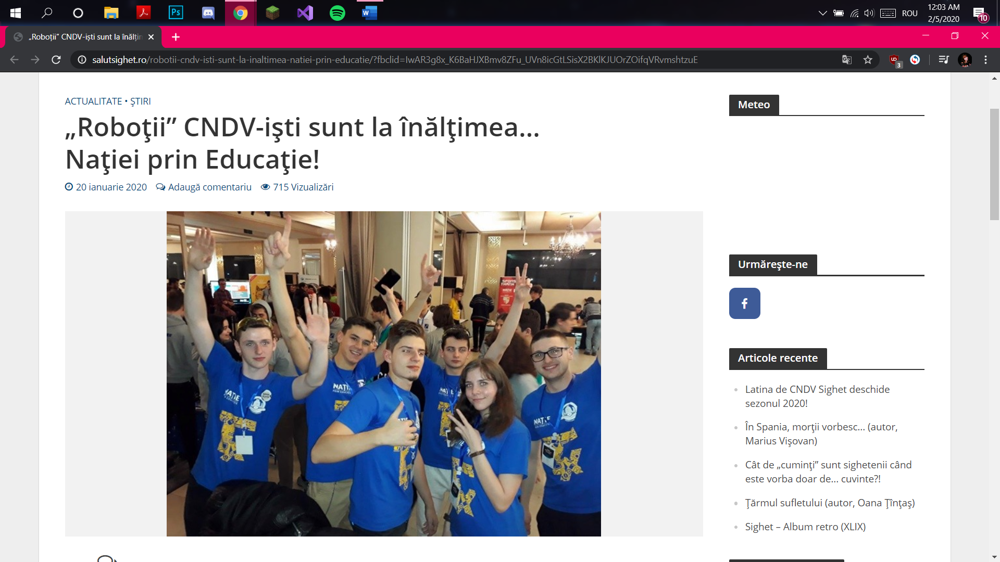 Ps
W
ROU
12:03 AM
2/5/2020
10
„Roboţii” CNDV-işti sunt la înălţin
salutsighet.ro/robotii-cndv-isti-sunt-la-inaltimea-natiei-prin-educatie/?fbclid=IwAR3g8x_K6BaHJXBmv8ZFu_UVn8icGtLSisX2BKlKJUOrZOifqVRvmshtzuE
3
ACTUALITATE • ŞTIRI
„Roboţii” CNDV-işti sunt la înălţimea…
Naţiei prin Educaţie!
20 ianuarie 2020 Adaugă comentariu 715 Vizualizări
NAŢIE
Meteo
Urmăreşte-ne
f
Articole recente
Latina de CNDV Sighet deschide
sezonul 2020!
În Spania, morţii vorbesc… (autor,
Marius Vişovan)
Cât de „cuminţi” sunt sighetenii când
este vorba doar de… cuvinte?!
Ţărmul sufletului (autor, Oana Ţînţaş)
Sighet – Album retro (XLIX)